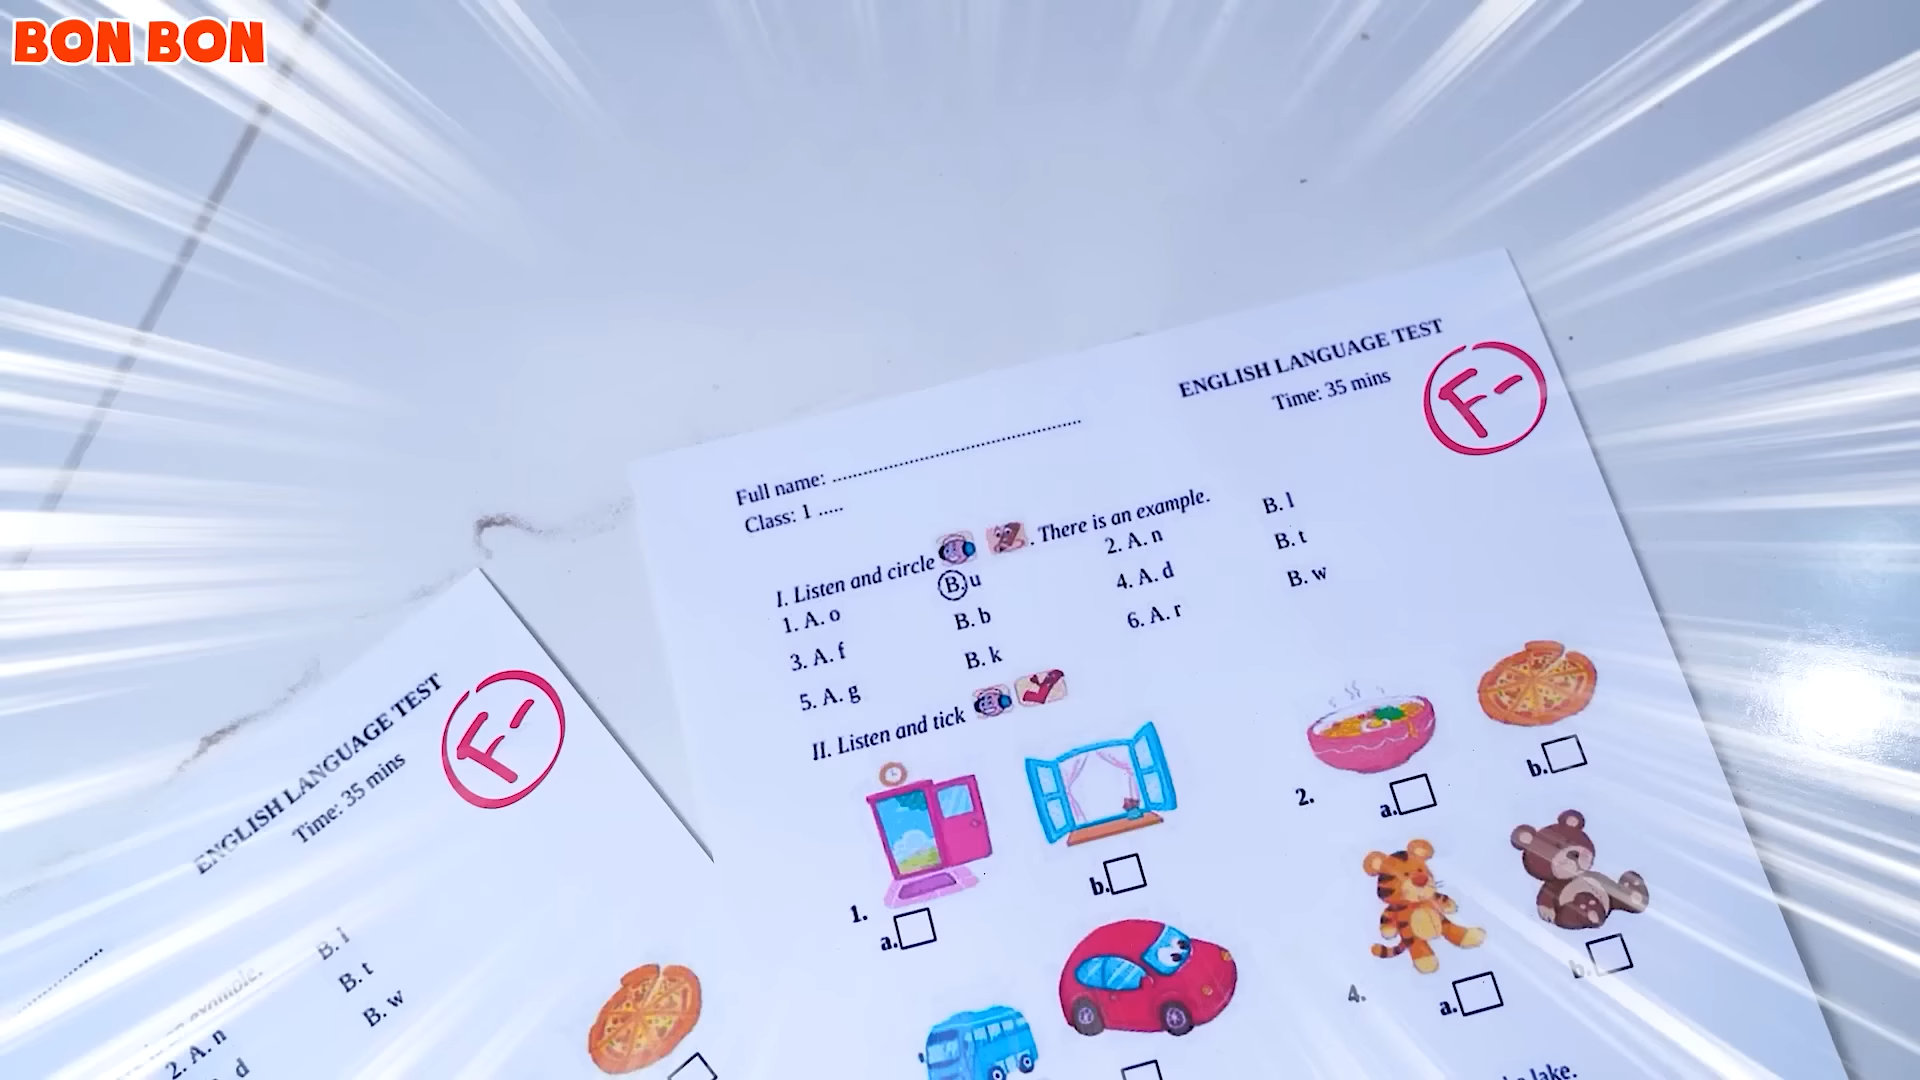 BON BON
ENGLISH LANGUAGE TEST
Time: 35 mins
F-
Full name: ............................................................
Class: 1 .....
I. Listen and circle . There is an example.
1. A. o B. u 2. A. n B. l
3. A. f B. b 4. A. d B. t
5. A. g B. k 6. A. r B. w
II. Listen and tick
1. a. b. 2. a. b.
4. a. b.
lake.
ENGLISH LANGUAGE TEST
Time: 35 mins
F-
example.
2. A. n B. l
d B. t
B. w